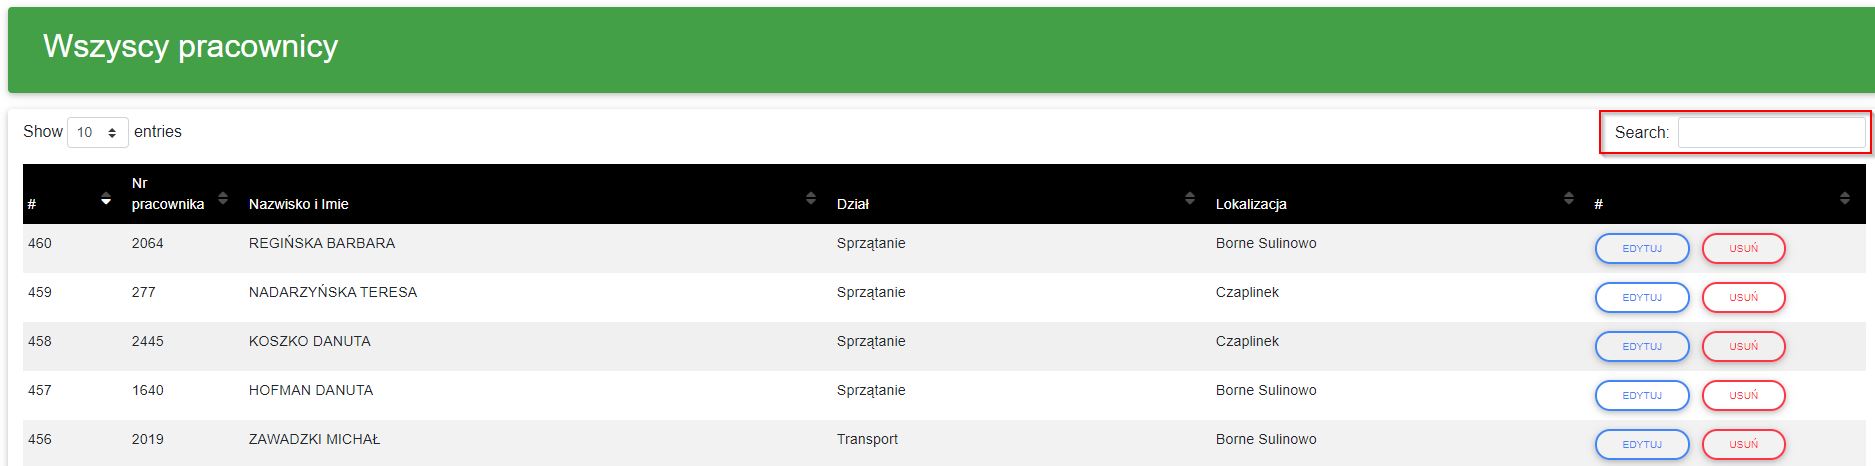 Wszyscy pracownicy
Show 10 entries
Search:
# Nr pracownika Nazwisko i Imie Dział Lokalizacja #
460 2064 REGIŃSKA BARBARA Sprzątanie Borne Sulinowo EDYTUJ USUŃ
459 277 NADARZYŃSKA TERESA Sprzątanie Czaplinek EDYTUJ USUŃ
458 2445 KOSZKO DANUTA Sprzątanie Czaplinek EDYTUJ USUŃ
457 1640 HOFMAN DANUTA Sprzątanie Borne Sulinowo EDYTUJ USUŃ
456 2019 ZAWADZKI MICHAŁ Transport Borne Sulinowo EDYTUJ USUŃ